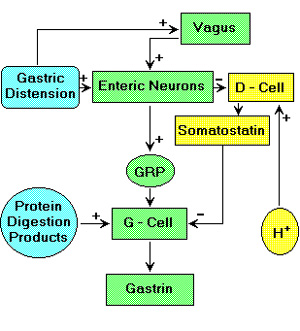 +
Vagus
+
Gastric
Distension
+
Enteric Neurons
-
D - Cell
Somatostatin
+
+
GRP
Protein
Digestion
Products
+
G - Cell
-
H+
Gastrin